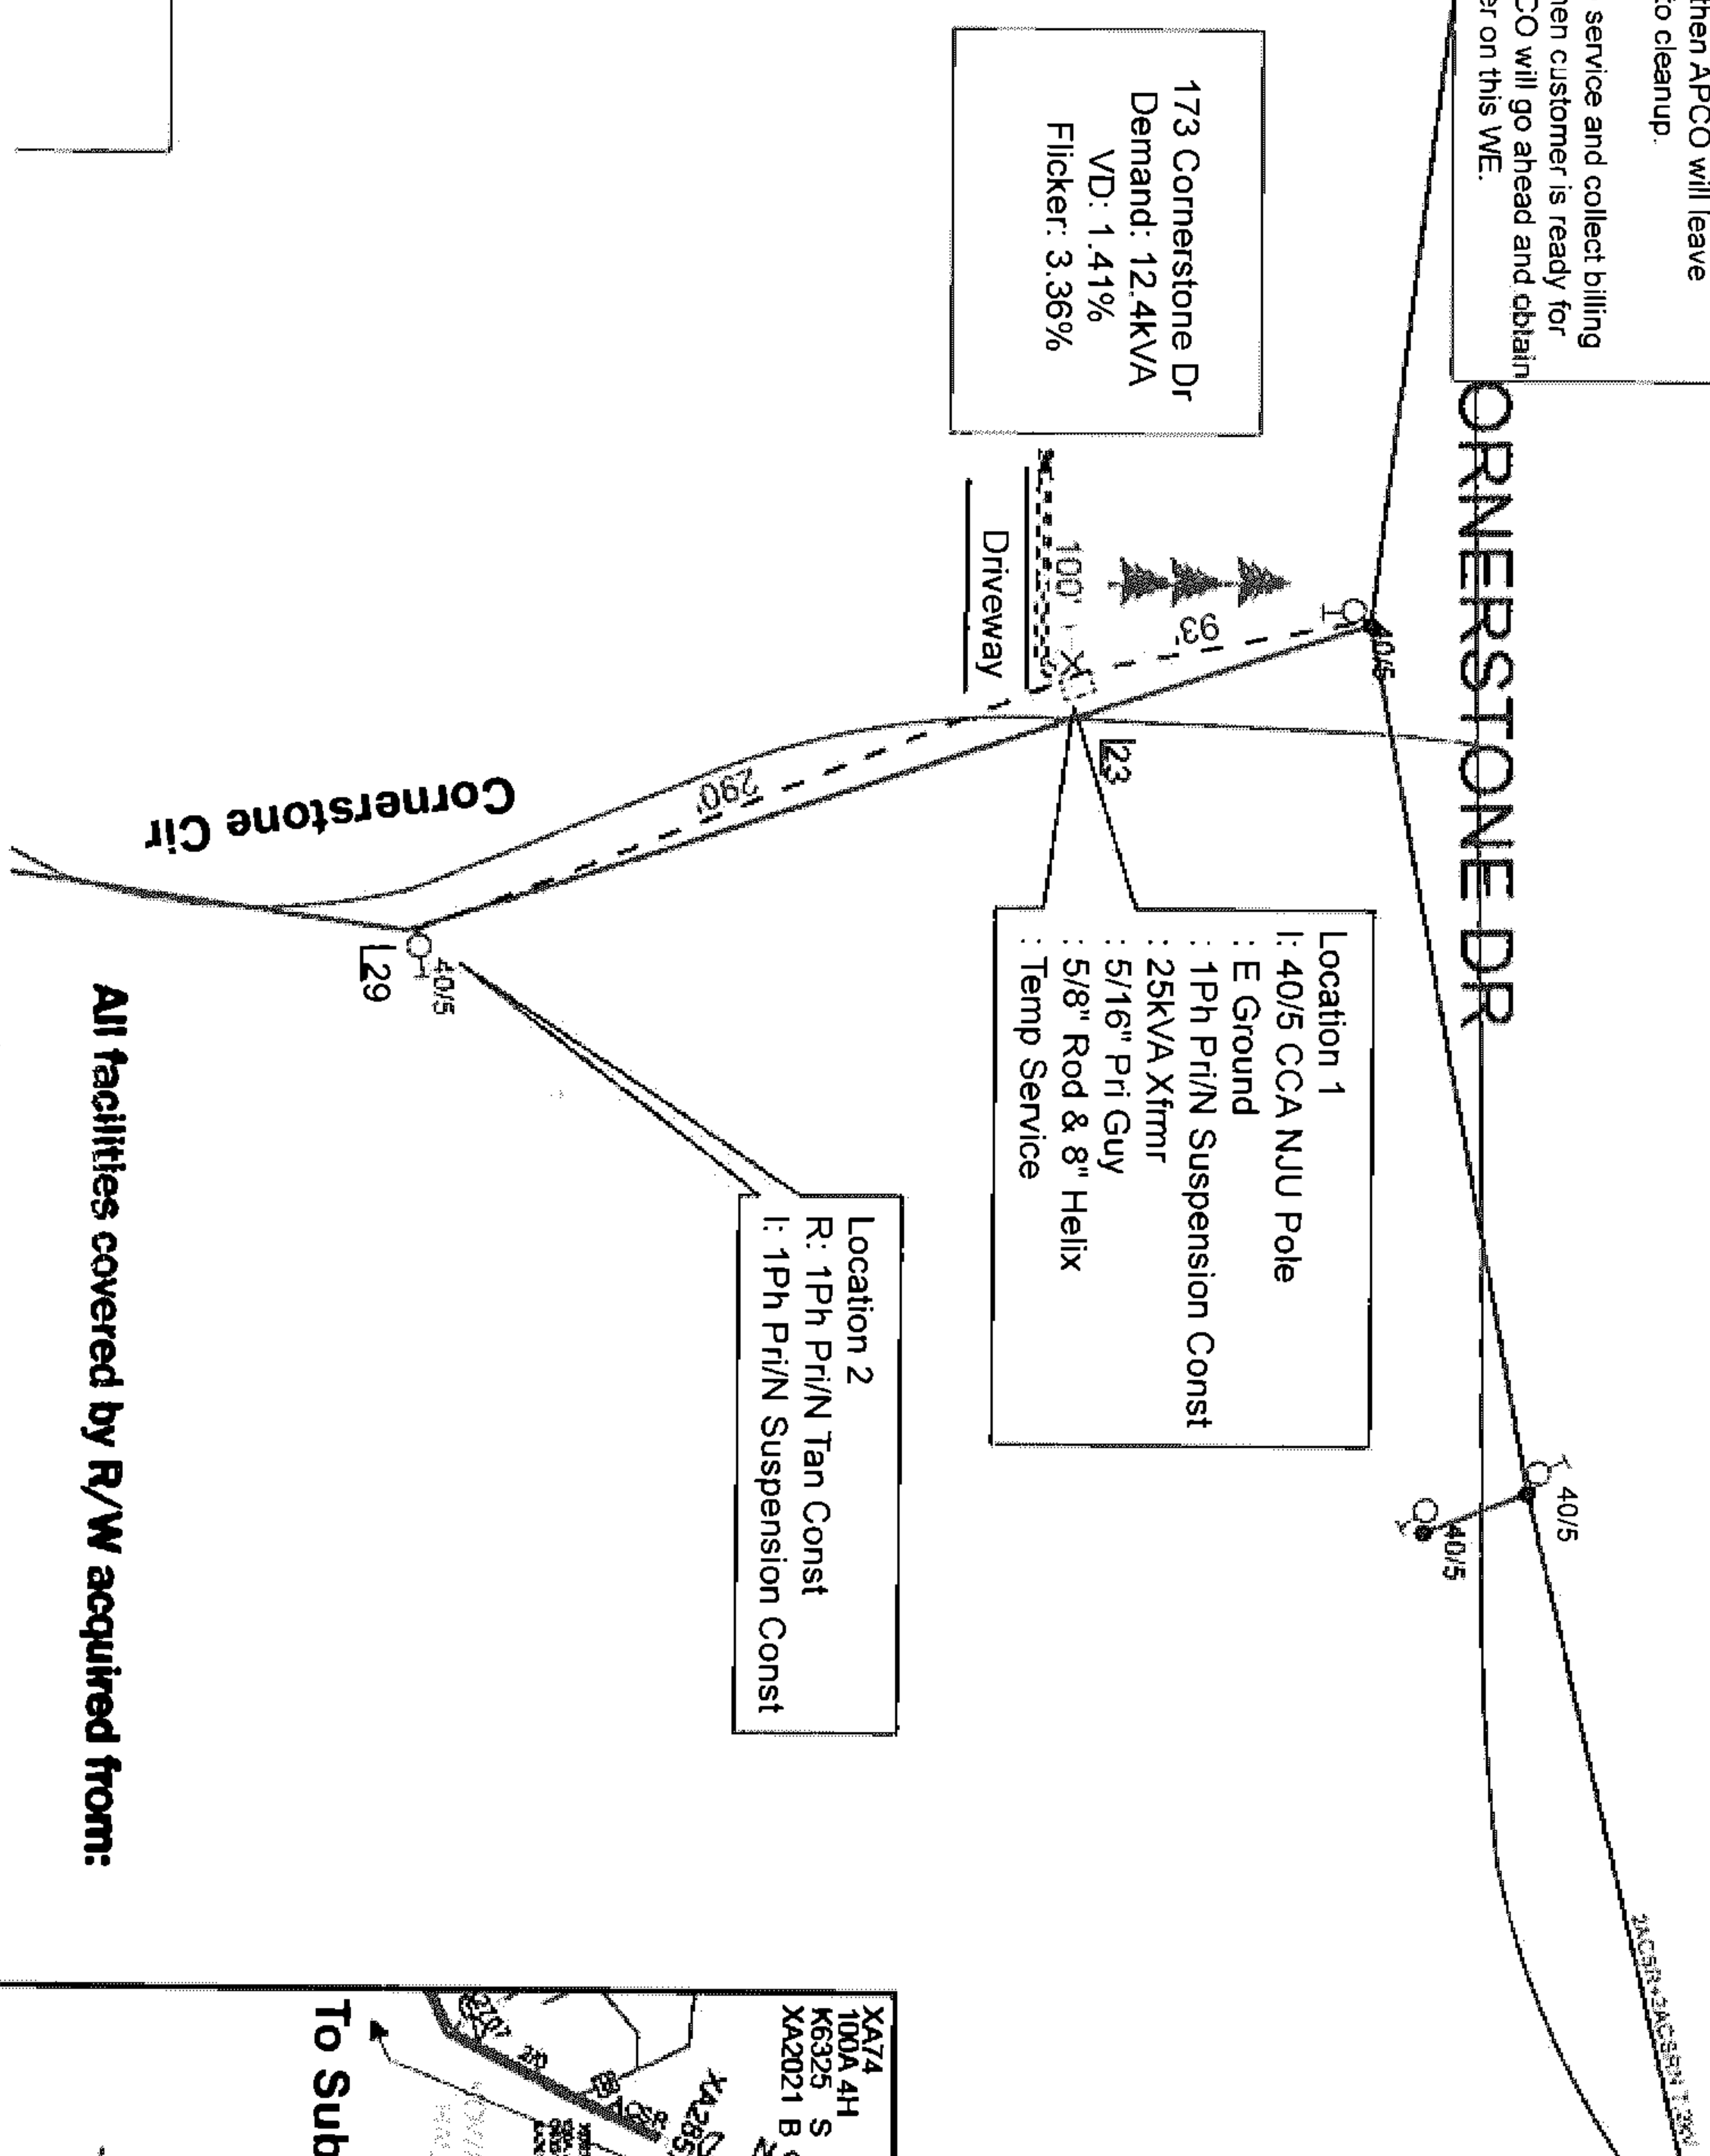 then APCO will leave
to cleanup.
service and collect billing
en customer is ready for
CO will go ahead and obtain
er on this WE.
ORNERSTONE DR
173 Cornerstone Dr
Demand: 12.4kVA
VD: 1.41%
Flicker: 3.36%
100'
Driveway
93'
40/5
23
290'
Cornerstone Cir
40/5
29
Location 1
I: 40/5 CCA NJU Pole
: E Ground
: 1Ph Pri/N Suspension Const
: 25kVA Xfrmr
: 5/16" Pri Guy
: 5/8" Rod & 8" Helix
: Temp Service
Location 2
R: 1Ph Pri/N Tan Const
I: 1Ph Pri/N Suspension Const
40/5
40/5
All facilities covered by R/W acquired from:
XA74
100A 4H
K6325 S
XA2021 B
To Sub
2/0